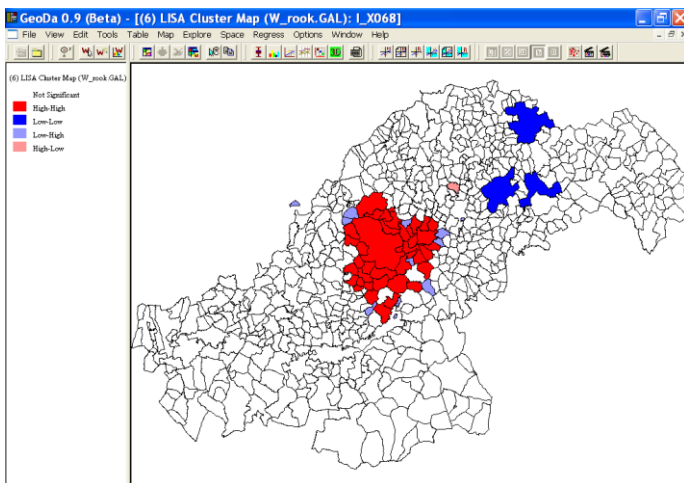 GeoDa 0.9 (Beta) - [(6) LISA Cluster Map (W_rook.GAL): I_X068]
File View Edit Tools Table Map Explore Space Regress Options Window Help
(6) LISA Cluster Map (W_rook.GAL)
Not Significant
High-High
Low-Low
Low-High
High-Low